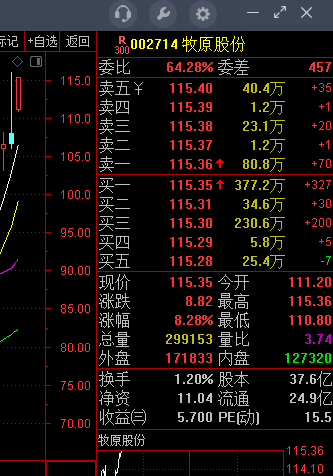 标记 +自选 返回 R 300 002714 牧原股份
委比 64.28% 委差 457
卖五 ¥ 115.40 40.4万 +35
卖四 115.39 1.2万 +1
卖三 115.38 23.1万 +20
卖二 115.37 1.2万 +1
卖一 115.36 ↑ 80.8万 +70
买一 115.35 ↑ 377.2万 +327
买二 115.31 34.6万 +30
买三 115.30 230.6万 +200
买四 115.29 5.8万 +5
买五 115.28 25.4万 -7
现价 115.35 今开 111.20
涨跌 8.82 最高 115.36
涨幅 8.28% 最低 110.80
总量 299153 量比 3.74
外盘 171833 内盘 127320
换手 1.20% 股本 37.6亿
净资 11.04 流通 24.9亿
收益㈢ 5.700 PE(动) 15.5
牧原股份
115.36
114.10
115.00
110.00
105.00
100.00
95.00
90.00
85.00
80.00
75.00
70.00